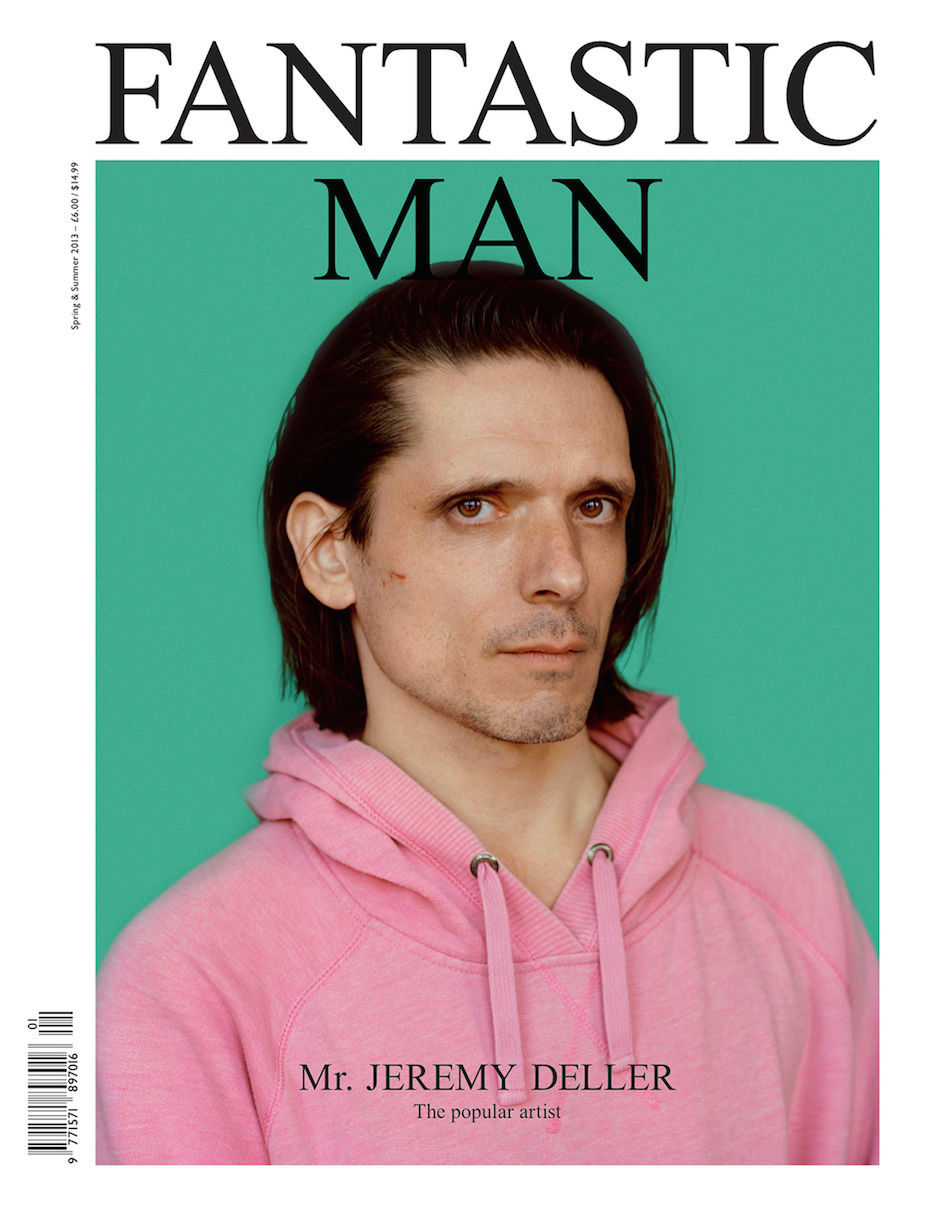 FANTASTIC
MAN
Spring & Summer 2013 – £6.00 / $14.99
Mr. JEREMY DELLER
The popular artist
01
9 771571 897016